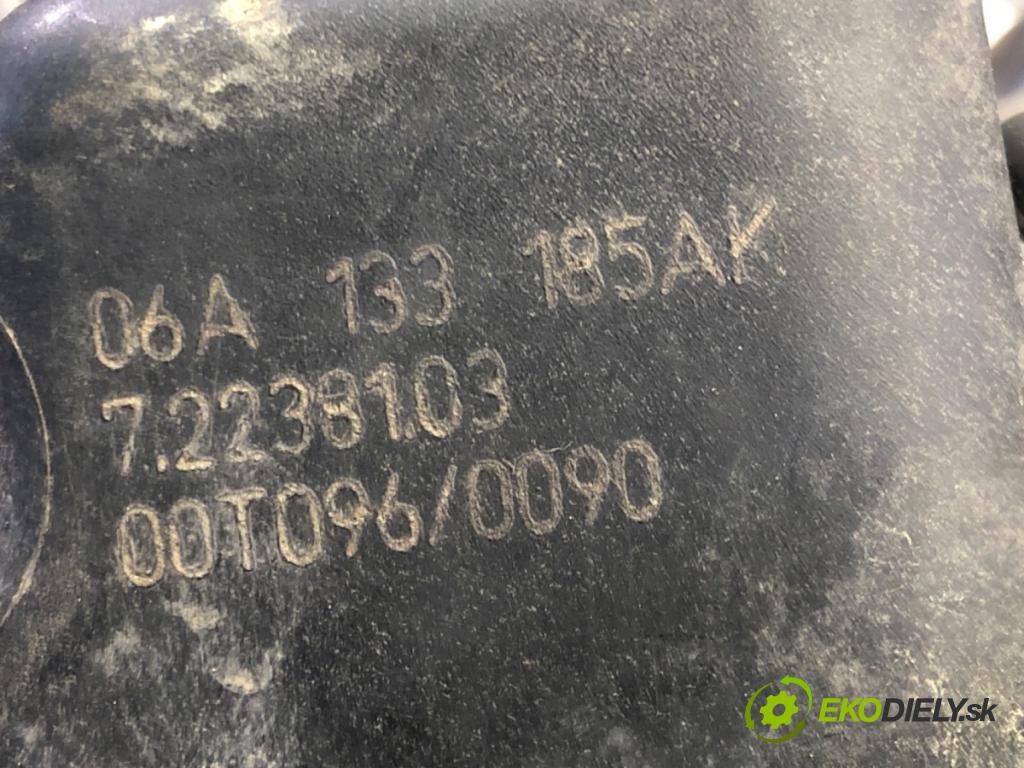 06A 133 185AK
7.22381.03
00T096/0090
EKODIELY.sk